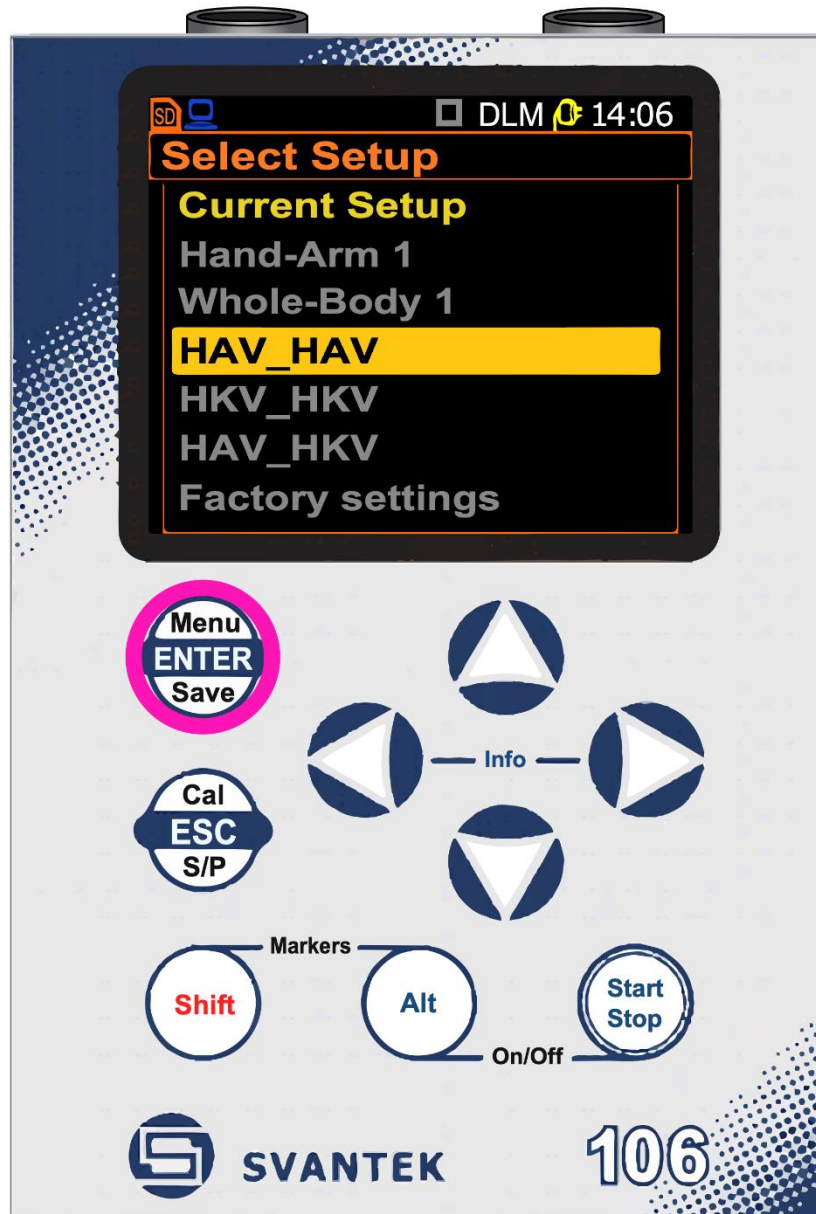 SD DLM 14:06
Select Setup
Current Setup
Hand-Arm 1
Whole-Body 1
HAV_HAV
HKV_HKV
HAV_HKV
Factory settings
Menu
ENTER
Save
Info
Cal
ESC
S/P
Markers
Shift
Alt
Start
Stop
On/Off
SVANTEK
106